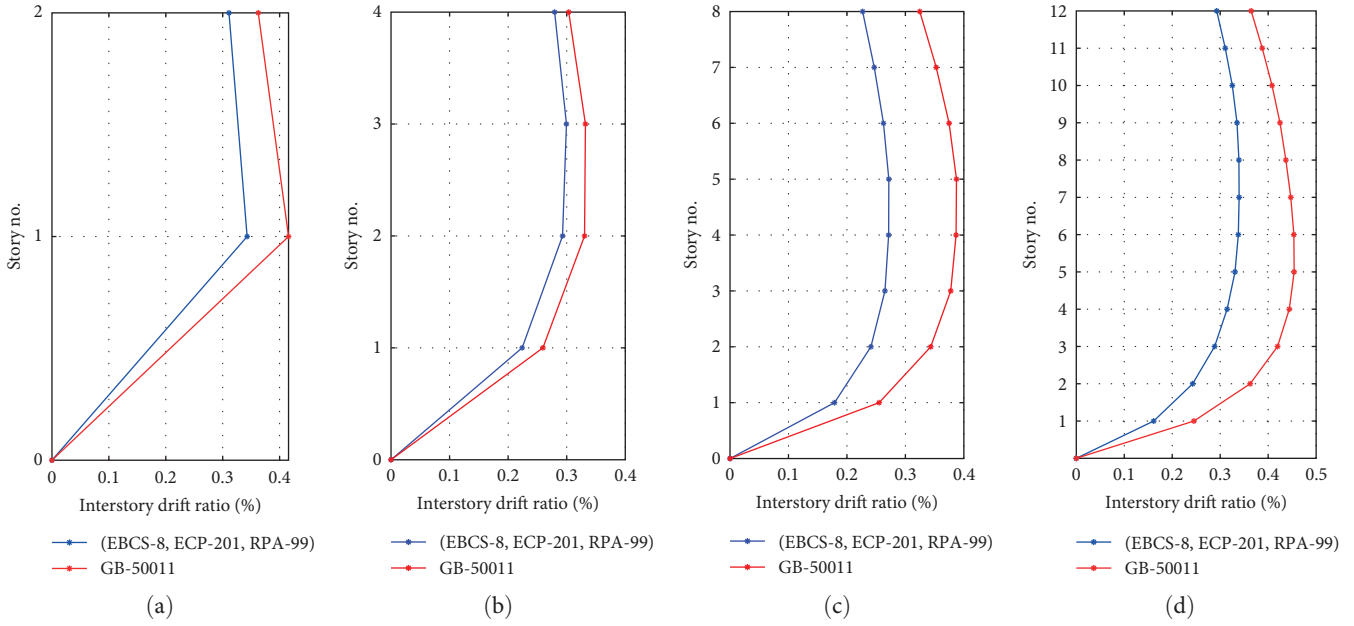 2
1
0
Story no.
0
0.1
0.2
0.3
0.4
Interstory drift ratio (%)
(EBCS-8, ECP-201, RPA-99)
GB-50011
(a)
4
3
2
1
0
Story no.
0
0.1
0.2
0.3
0.4
Interstory drift ratio (%)
(EBCS-8, ECP-201, RPA-99)
GB-50011
(b)
8
7
6
5
4
3
2
1
0
Story no.
0
0.1
0.2
0.3
0.4
Interstory drift ratio (%)
(EBCS-8, ECP-201, RPA-99)
GB-50011
(c)
12
11
10
9
8
7
6
5
4
3
2
1
Story no.
0
0.1
0.2
0.3
0.4
0.5
Interstory drift ratio (%)
(EBCS-8, ECP-201, RPA-99)
GB-50011
(d)